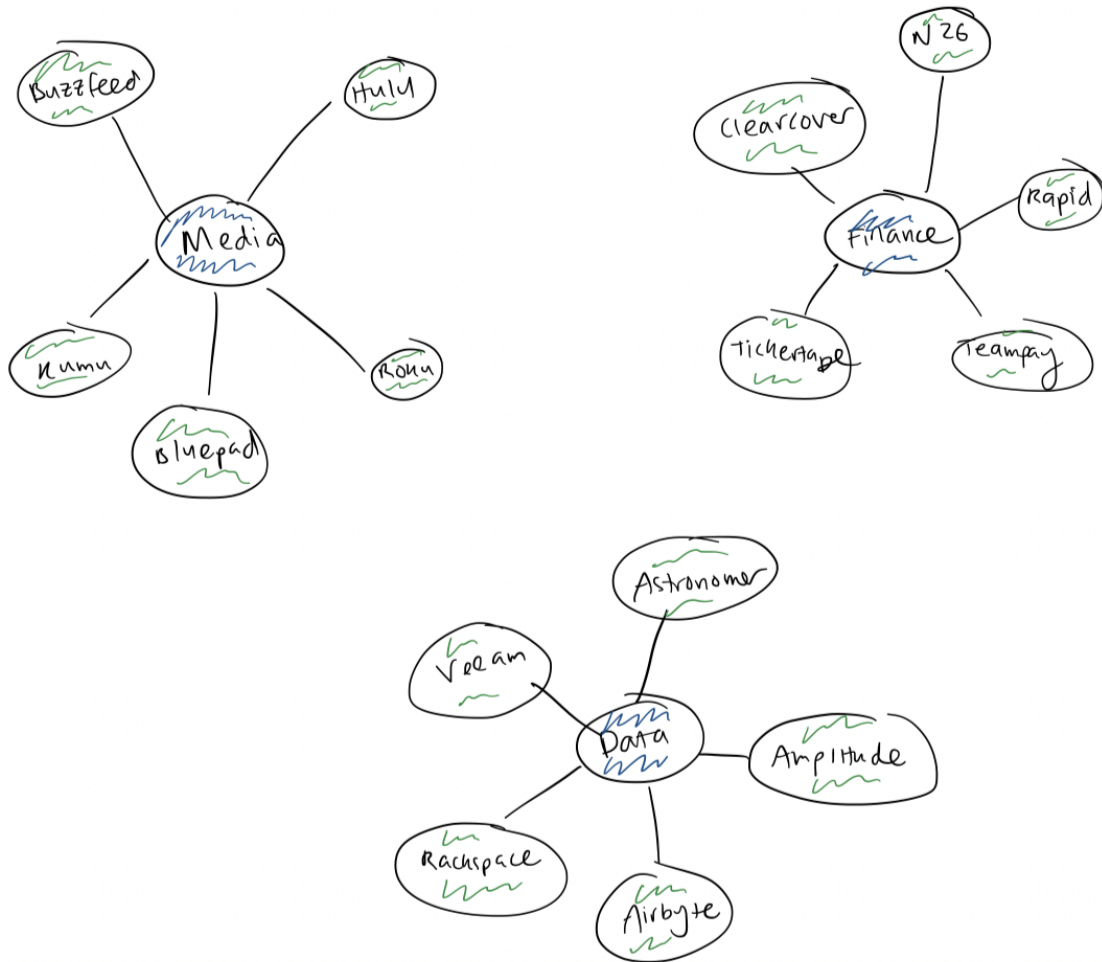 Buzzfeed
Hulu
Media
Kumu
Roku
Bluepad
N26
Clearcover
Rapid
Finance
Tickertape
Teampay
Astronomer
Veeam
Data
Amplitude
Rackspace
Airbyte